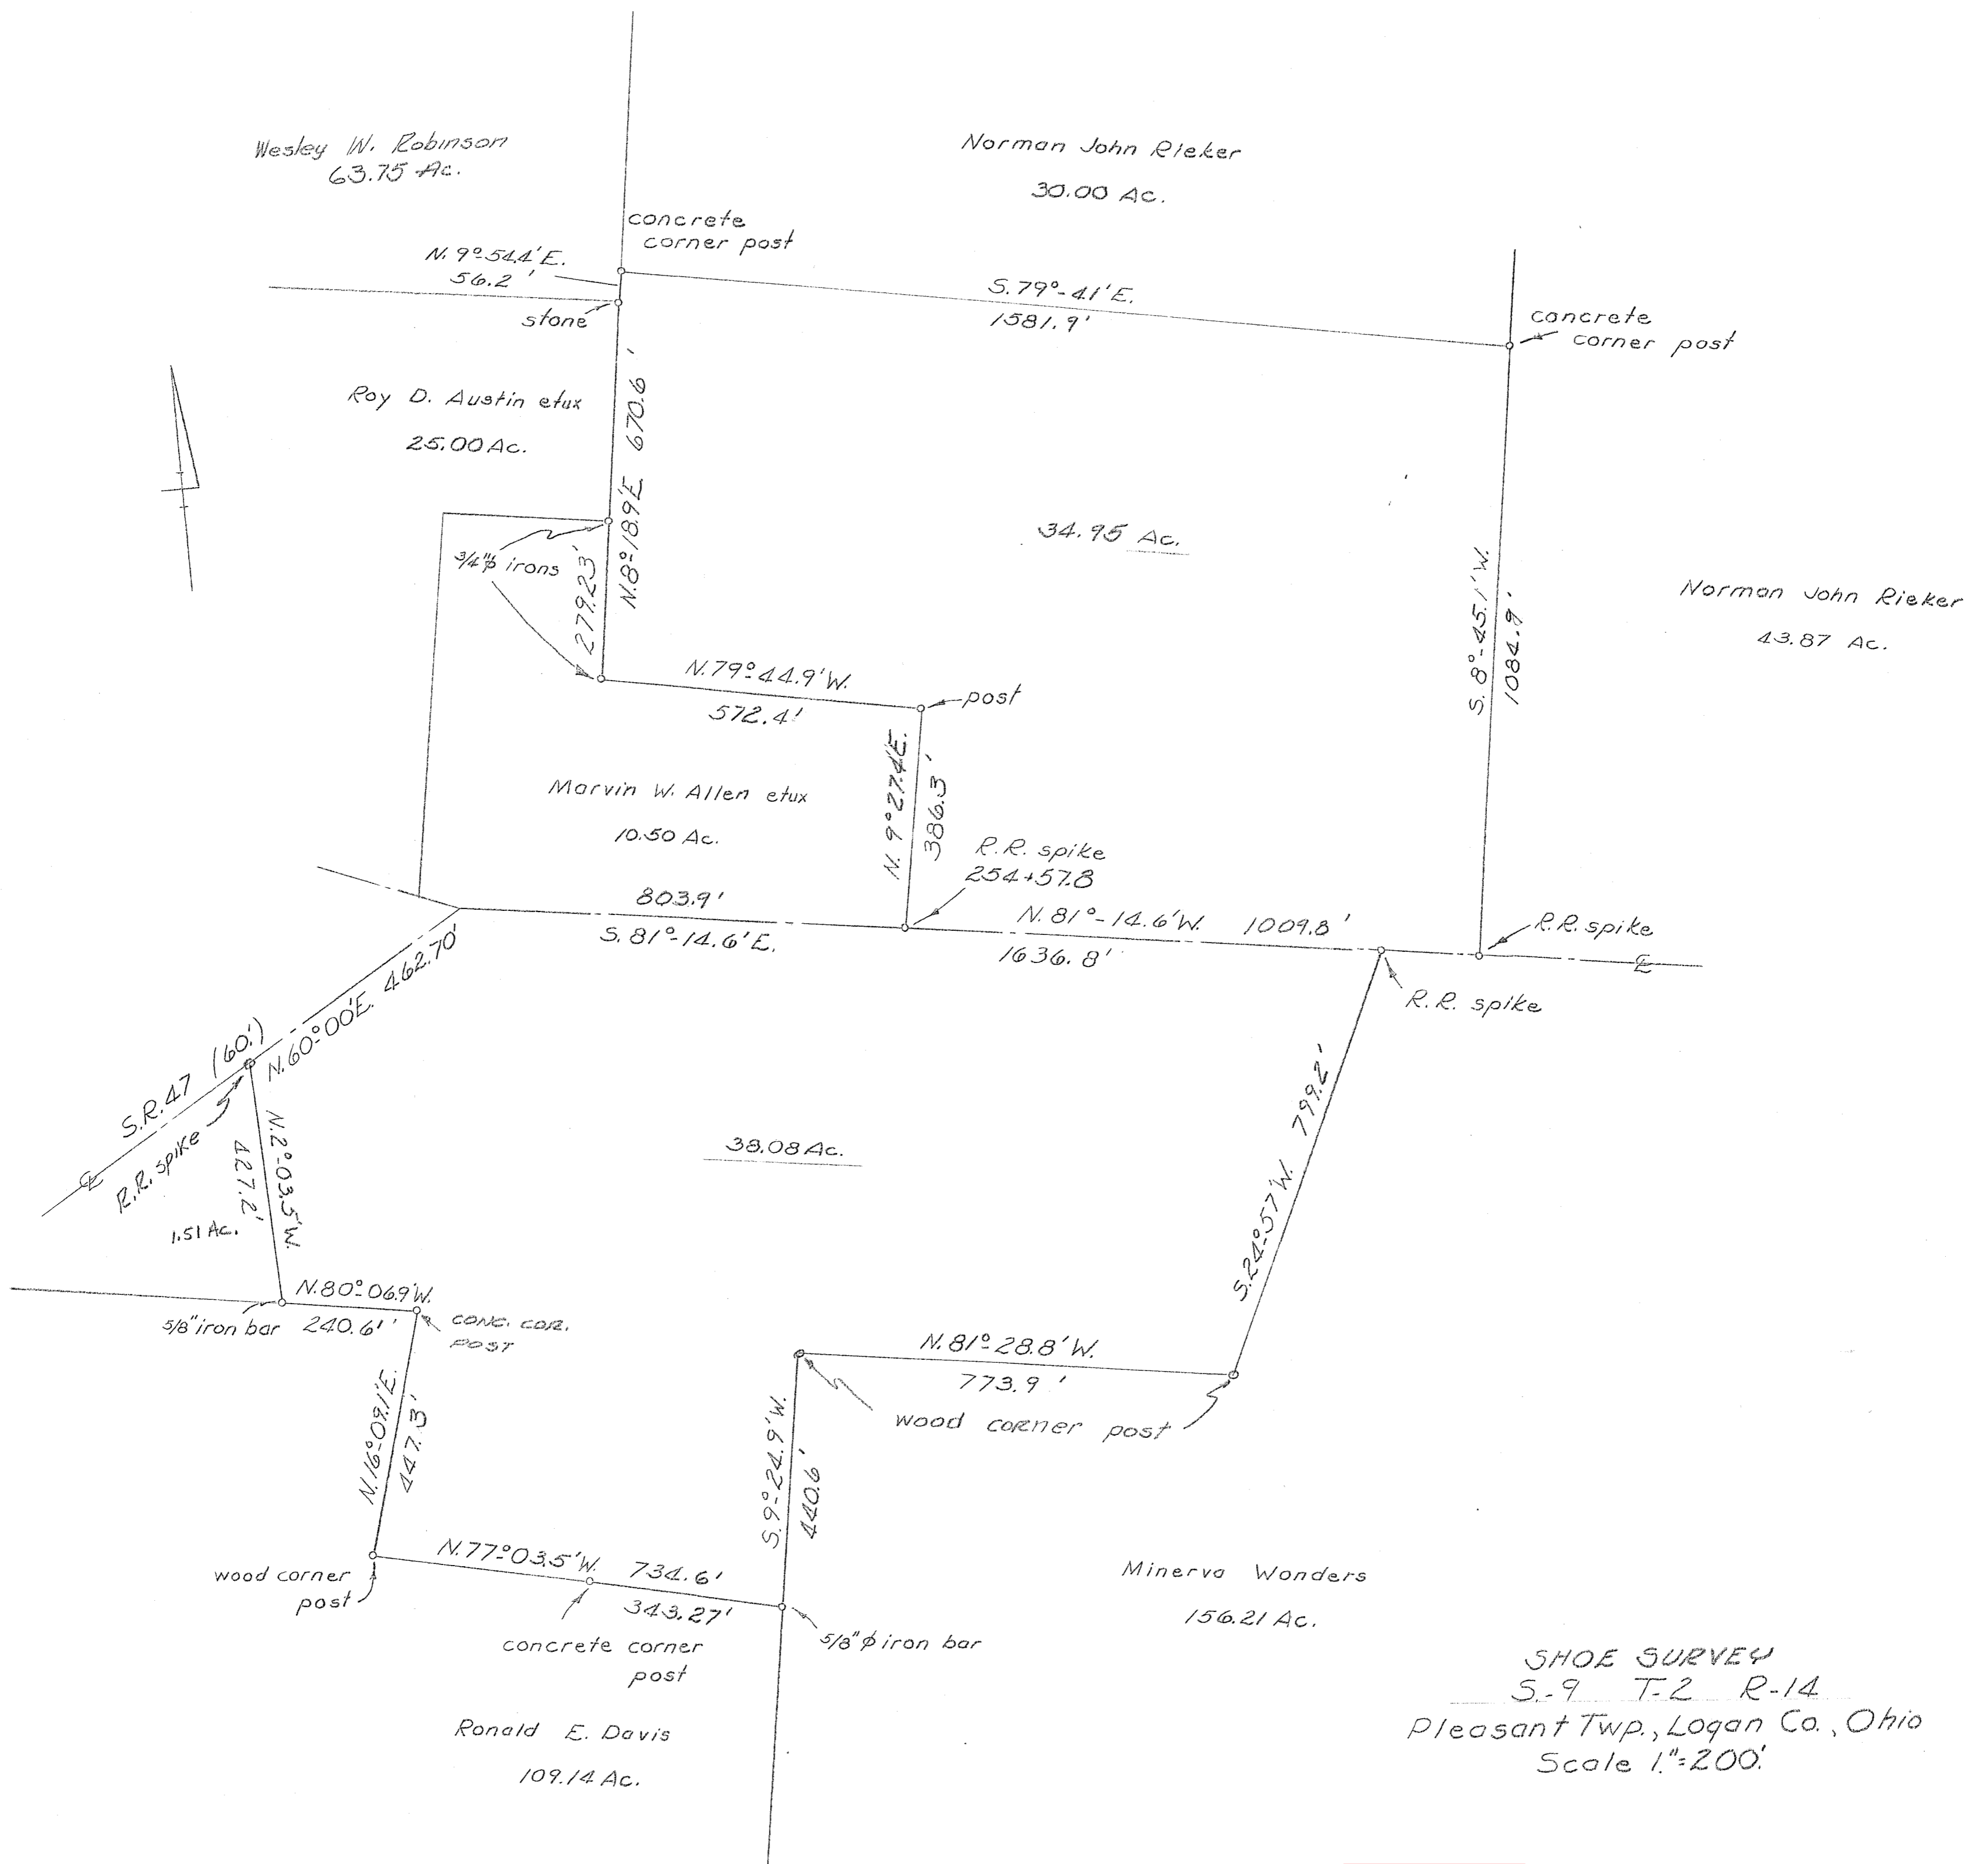 Wesley W. Robinson
63.75 Ac.
Norman John Rieker
30.00 Ac.
concrete
corner post
N. 9°-54.4' E.
56.2'
stone
S. 79°-41' E.
1581.9'
concrete
corner post
Roy D. Austin etux
25.00 Ac.
N. 8°-18.9' E 670.6'
279.23'
3/4"φ irons
34.95 Ac.
S. 8°-45.1' W.
1084.9'
Norman John Rieker
43.87 Ac.
N. 79°-44.9' W.
572.4'
post
Marvin W. Allen etux
10.50 Ac.
N. 9°27.4' E.
386.3'
R.R. spike
254+57.8
803.9'
S. 81°-14.6' E.
N. 81°-14.6' W. 1009.8'
1636.8'
R.R. spike
℄
R.R. spike
N. 60°-00' E. 462.70'
S.R. 47 (60')
℄
R.R. spike
N. 2°-03.5' W.
427.2'
1.51 Ac.
38.08 Ac.
S. 24°-57' W. 799.2'
N. 80°-06.9' W.
240.6'
5/8" iron bar
CONC. COR.
POST
N. 81°-28.8' W.
773.9'
wood corner post
N. 16°-09.1' E.
447.3'
S. 9°-24.9' W.
440.6'
N. 77°-03.5' W. 734.6'
343.27'
wood corner
post
concrete corner
post
5/8" φ iron bar
Minerva Wonders
156.21 Ac.
Ronald E. Davis
109.14 Ac.
SHOE SURVEY
S.-9 T-2 R-14
Pleasant Twp., Logan Co., Ohio
Scale 1."=200.'